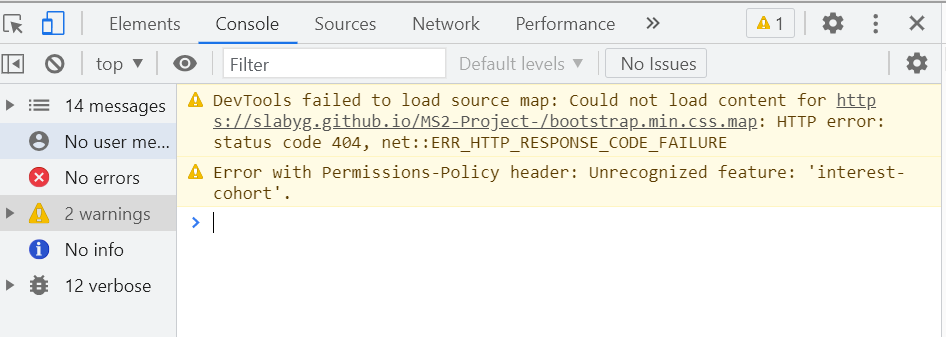 Elements Console Sources Network Performance » 1
top ▼ Filter Default levels ▼ No Issues
14 messages
No user me...
No errors
2 warnings
No info
12 verbose
DevTools failed to load source map: Could not load content for http
s://slabyg.github.io/MS2-Project-/bootstrap.min.css.map: HTTP error:
status code 404, net::ERR_HTTP_RESPONSE_CODE_FAILURE
Error with Permissions-Policy header: Unrecognized feature: 'interest-
cohort'.